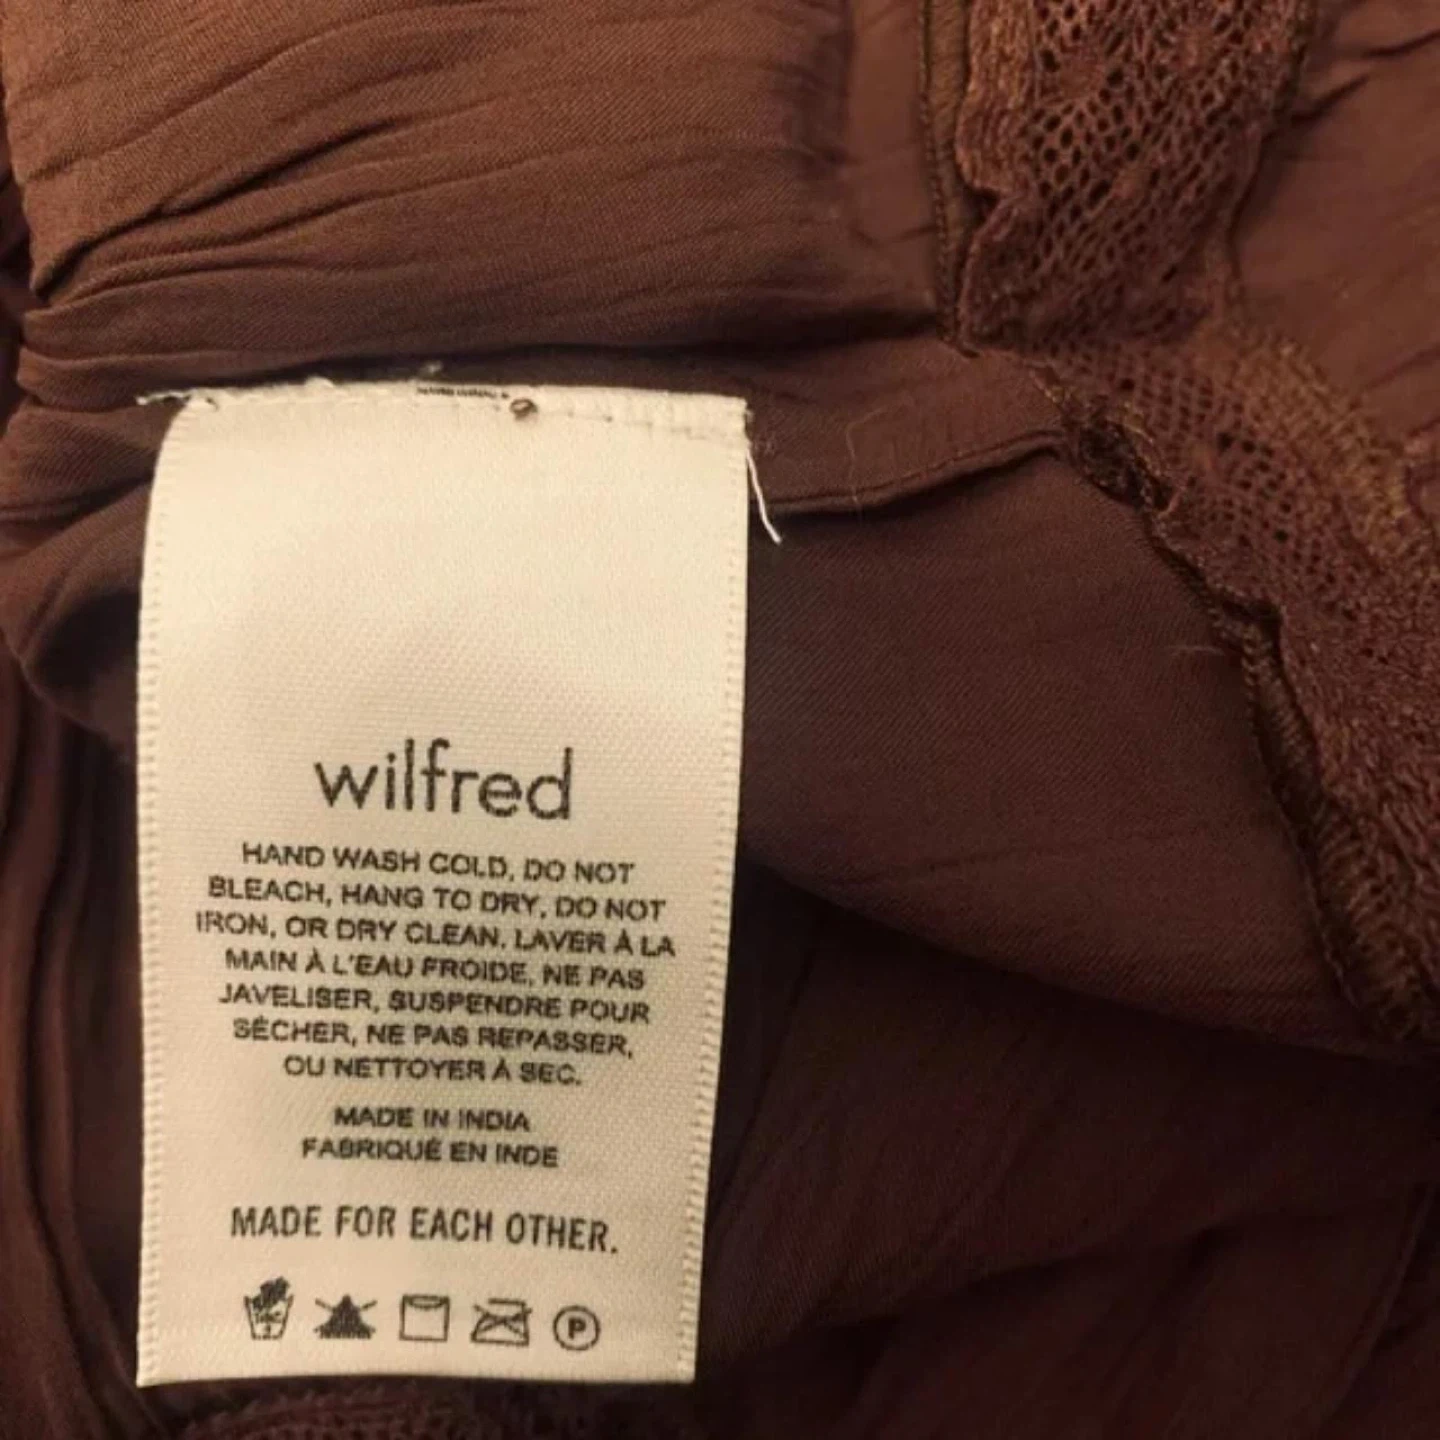 wilfred
HAND WASH COLD, DO NOT
BLEACH, HANG TO DRY, DO NOT
IRON, OR DRY CLEAN. LAVER À LA
MAIN À L'EAU FROIDE, NE PAS
JAVELISER, SUSPENDRE POUR
SÉCHER, NE PAS REPASSER,
OU NETTOYER À SEC.
MADE IN INDIA
FABRIQUÉ EN INDE
MADE FOR EACH OTHER.
P